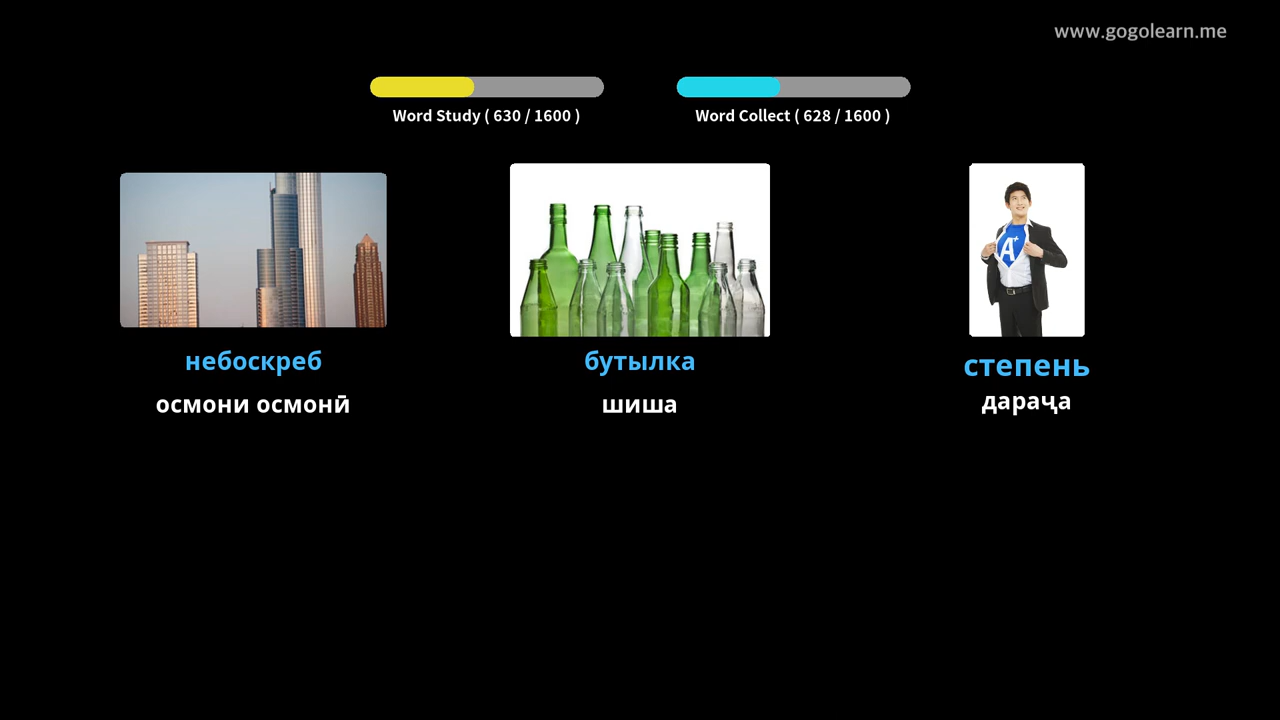 www.gogolearn.me
Word Study ( 630 / 1600 )
Word Collect ( 628 / 1600 )
A+
небоскреб
бутылка
степень
осмони осмонӣ
шиша
дараҷа